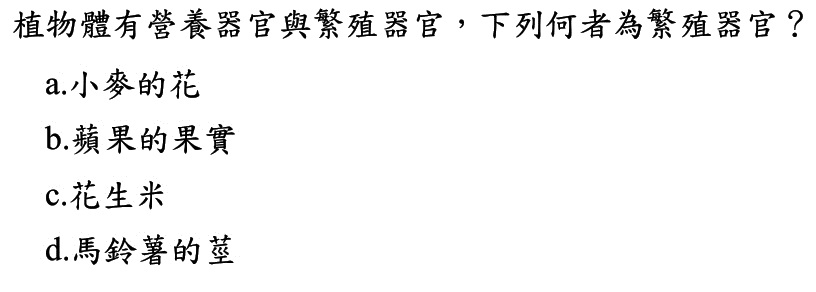 植物體有營養器官與繁殖器官，下列何者為繁殖器官？
a.小麥的花
b.蘋果的果實
c.花生米
d.馬鈴薯的莖